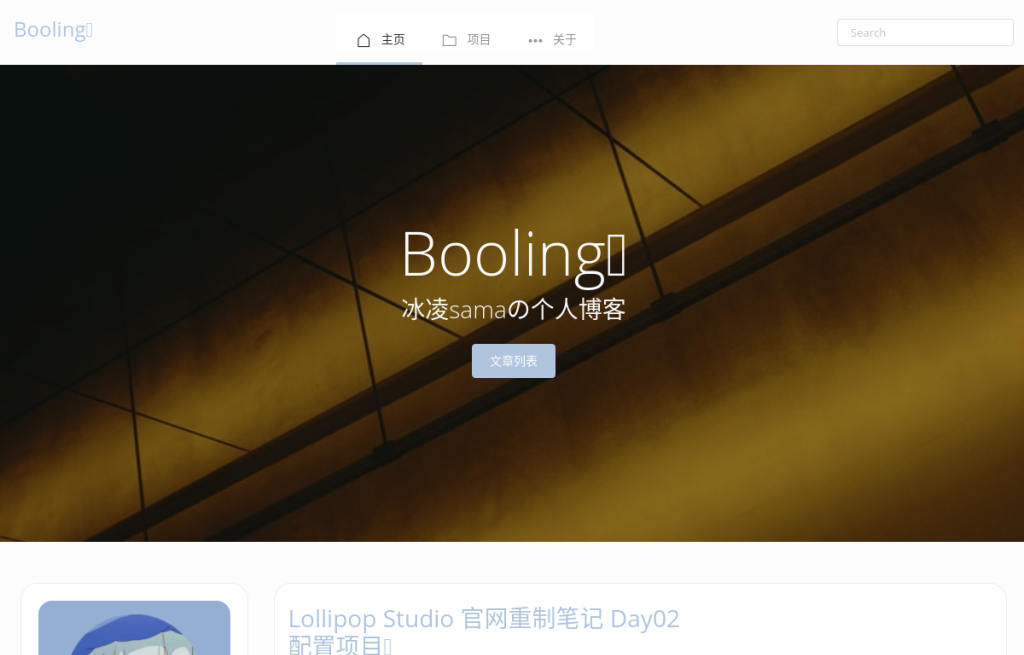 Booling
主页
项目
关于
Search
Booling
冰凌samaの个人博客
文章列表
Lollipop Studio 官网重制笔记 Day02
配置项目